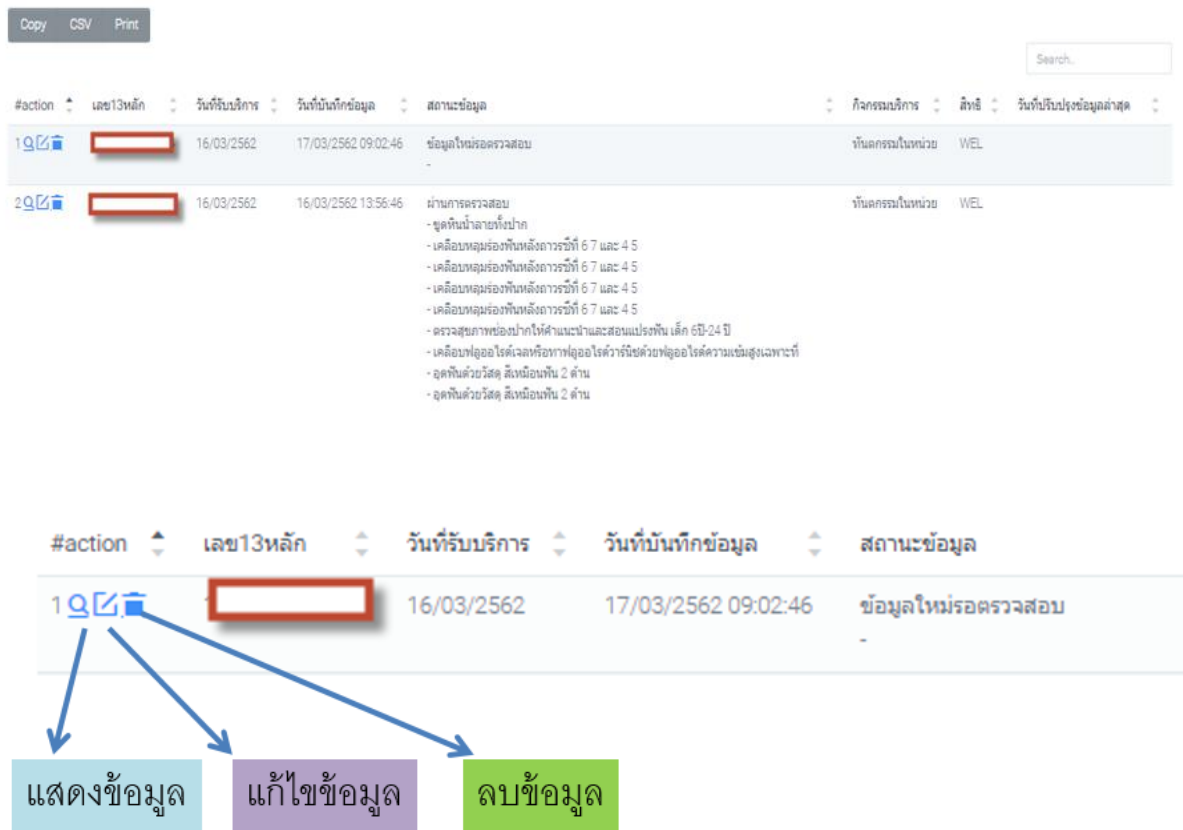 Copy CSV Print
Search..
#action เลข13หลัก วันที่รับบริการ วันที่บันทึกข้อมูล สถานะข้อมูล กิจกรรมบริการ สิทธิ วันที่ปรับปรุงข้อมูลล่าสุด
1 16/03/2562 17/03/2562 09:02:46 ข้อมูลใหม่รอตรวจสอบ ทันตกรรมในหน่วย WEL
-
2 16/03/2562 16/03/2562 13:56:46 ผ่านการตรวจสอบ ทันตกรรมในหน่วย WEL
- ขูดหินน้ำลายทั้งปาก
- เคลือบหลุมร่องฟันหลังถาวรซี่ที่ 6 7 และ 4 5
- เคลือบหลุมร่องฟันหลังถาวรซี่ที่ 6 7 และ 4 5
- เคลือบหลุมร่องฟันหลังถาวรซี่ที่ 6 7 และ 4 5
- เคลือบหลุมร่องฟันหลังถาวรซี่ที่ 6 7 และ 4 5
- ตรวจสุขภาพช่องปากให้คำแนะนำและสอนแปรงฟัน เด็ก 6ปี-24 ปี
- เคลือบฟลูออไรด์เจลหรือทาฟลูออไรด์วาร์นิชด้วยฟลูออไรด์ความเข้มสูงเฉพาะที่
- อุดฟันด้วยวัสดุ สีเหมือนฟัน 2 ด้าน
- อุดฟันด้วยวัสดุ สีเหมือนฟัน 2 ด้าน
#action เลข13หลัก วันที่รับบริการ วันที่บันทึกข้อมูล สถานะข้อมูล
1 16/03/2562 17/03/2562 09:02:46 ข้อมูลใหม่รอตรวจสอบ
-
แสดงข้อมูล แก้ไขข้อมูล ลบข้อมูล